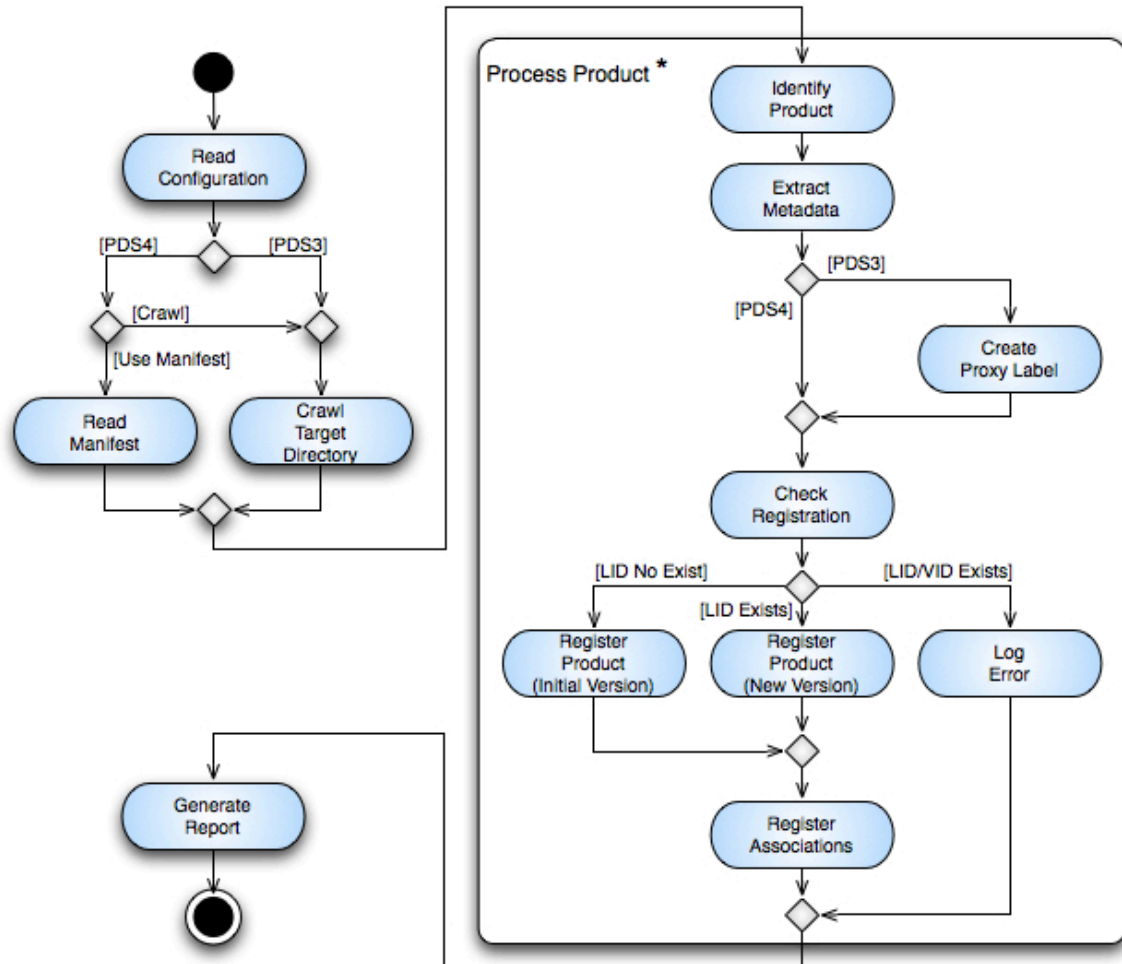 Read
Configuration
[PDS4]
[PDS3]
[Crawl]
[Use Manifest]
Read
Manifest
Crawl
Target
Directory
Process Product *
Identify
Product
Extract
Metadata
[PDS3]
[PDS4]
Create
Proxy Label
Check
Registration
[LID No Exist]
[LID/VID Exists]
[LID Exists]
Register
Product
(Initial Version)
Register
Product
(New Version)
Log
Error
Register
Associations
Generate
Report